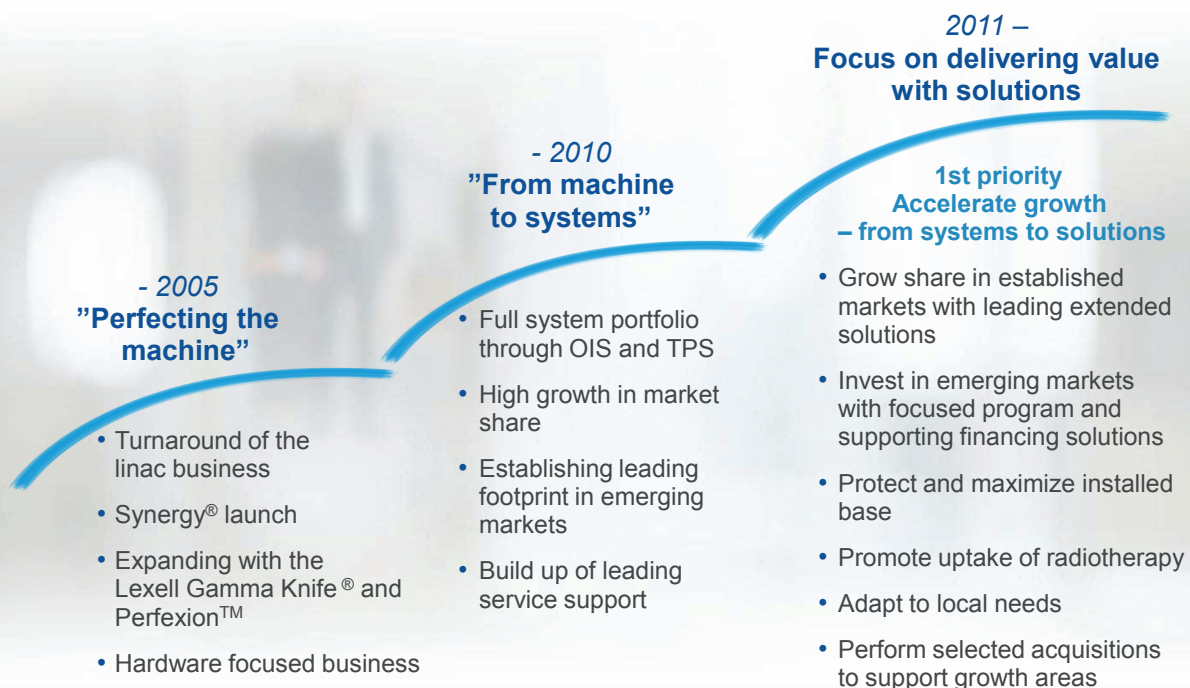 - 2005
”Perfecting the
machine”
• Turnaround of the
linac business
• Synergy® launch
• Expanding with the
Lexell Gamma Knife ® and
Perfexion™
• Hardware focused business
- 2010
”From machine
to systems”
• Full system portfolio
through OIS and TPS
• High growth in market
share
• Establishing leading
footprint in emerging
markets
• Build up of leading
service support
2011 –
Focus on delivering value
with solutions
1st priority
Accelerate growth
– from systems to solutions
• Grow share in established
markets with leading extended
solutions
• Invest in emerging markets
with focused program and
supporting financing solutions
• Protect and maximize installed
base
• Promote uptake of radiotherapy
• Adapt to local needs
• Perform selected acquisitions
to support growth areas